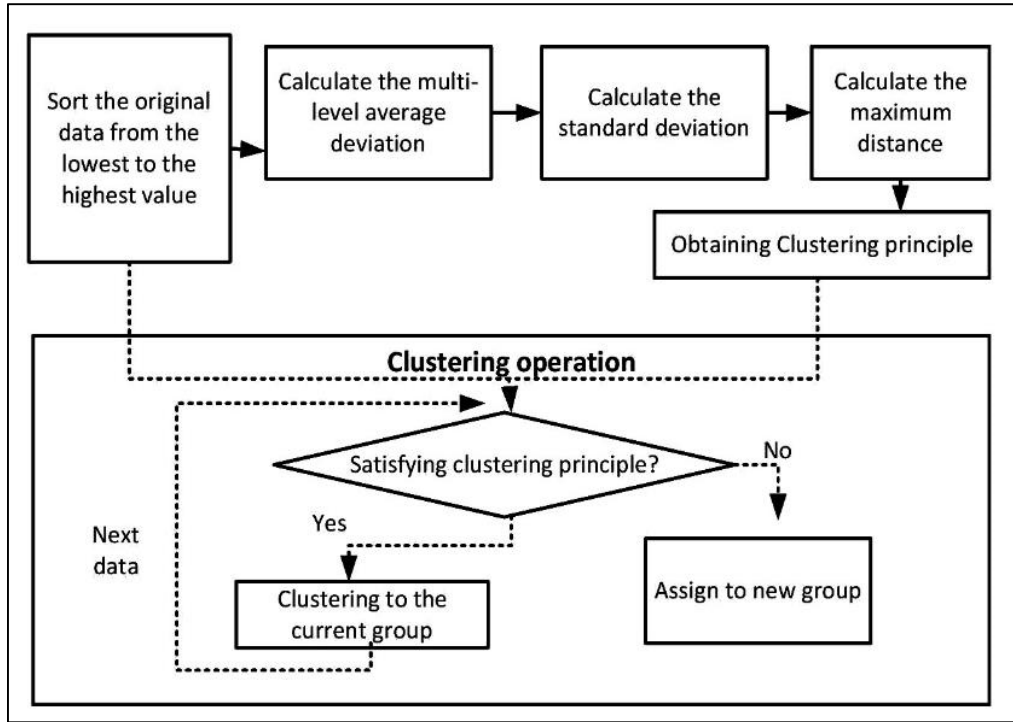 Sort the original
data from the
lowest to the
highest value
Calculate the multi-
level average
deviation
Calculate the
standard deviation
Calculate the
maximum
distance
Obtaining Clustering principle
Clustering operation
Satisfying clustering principle?
No
Yes
Next
data
Clustering to the
current group
Assign to new group